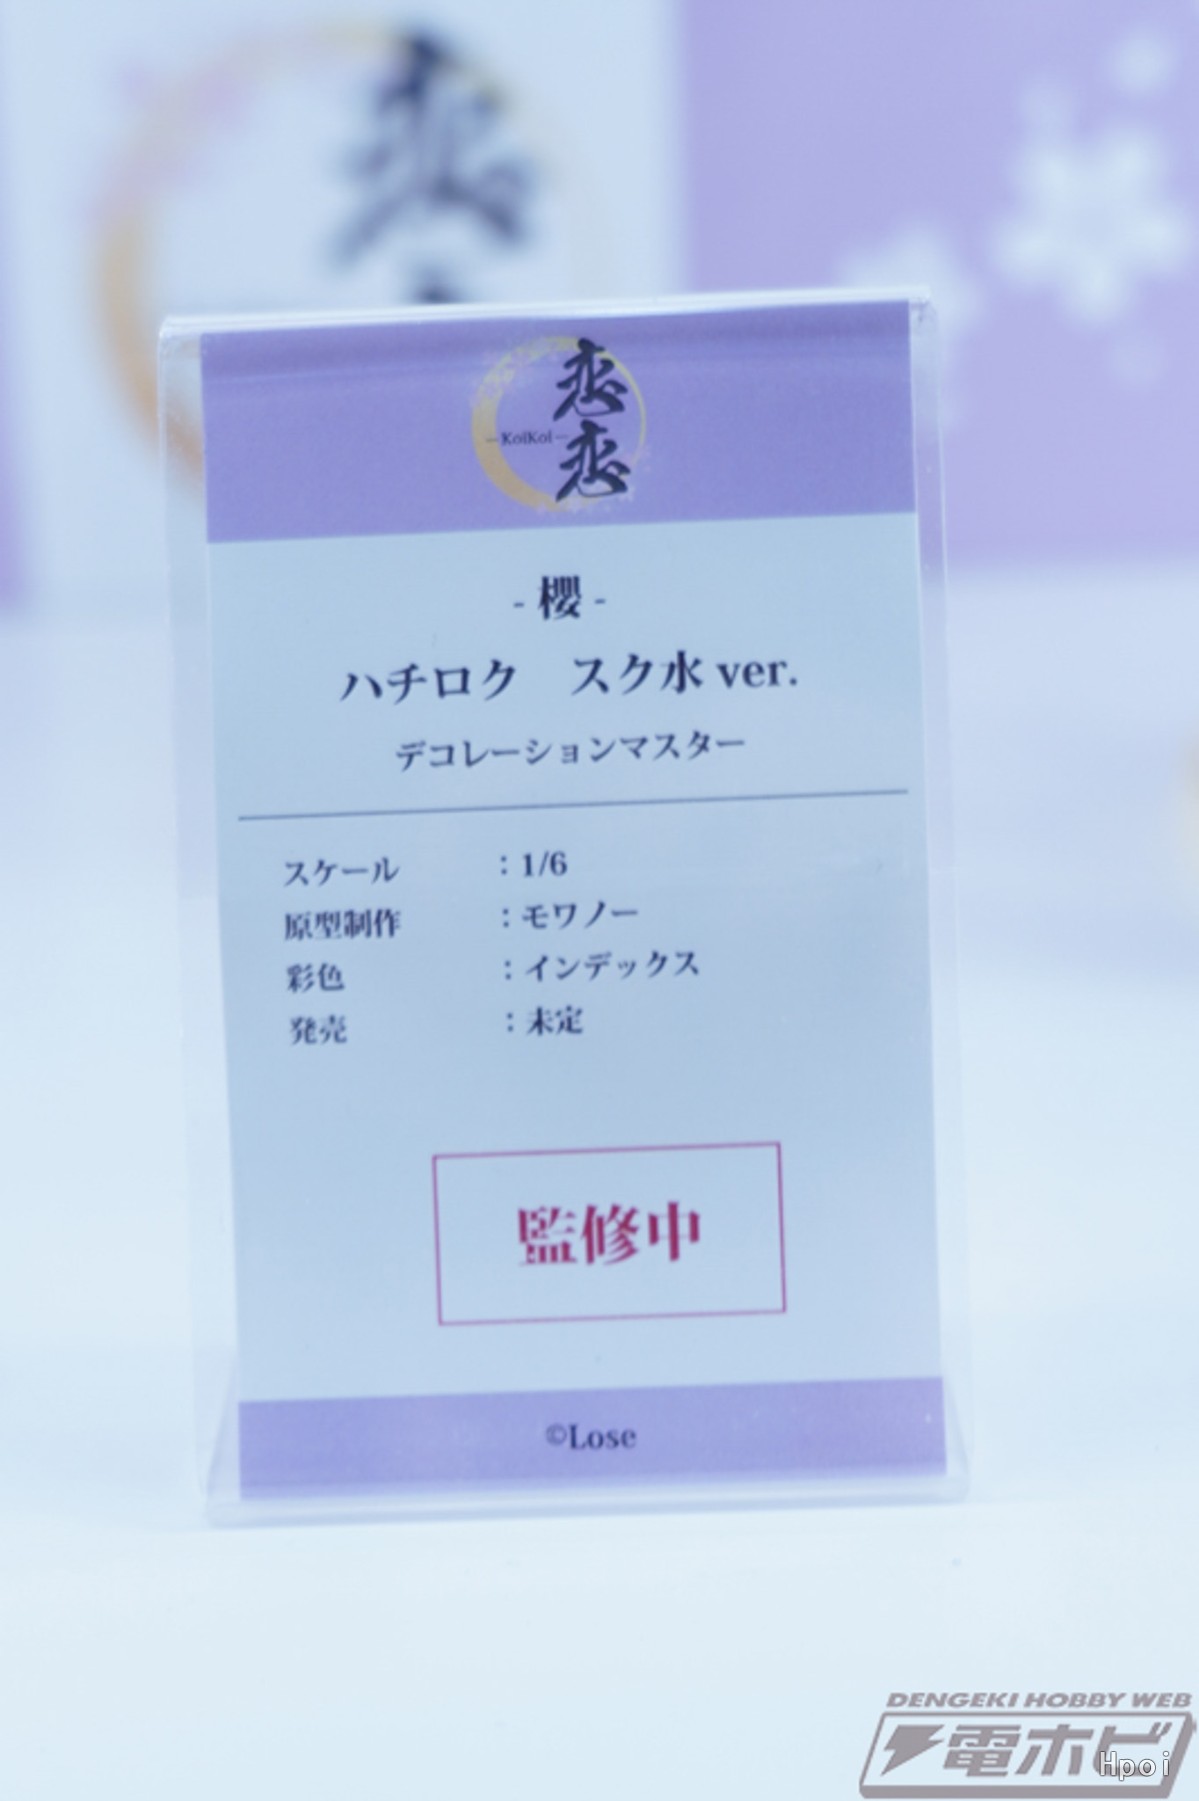 恋
恋
恋
—KoiKoi—
- 櫻 -
ハチロク　スク水 ver.
デコレーションマスター
スケール　：1/6
原型制作　：モワノー
彩色　：インデックス
発売　：未定
監修中
©Lose
DENGEKI HOBBY WEB
電ホビ
Hpoi